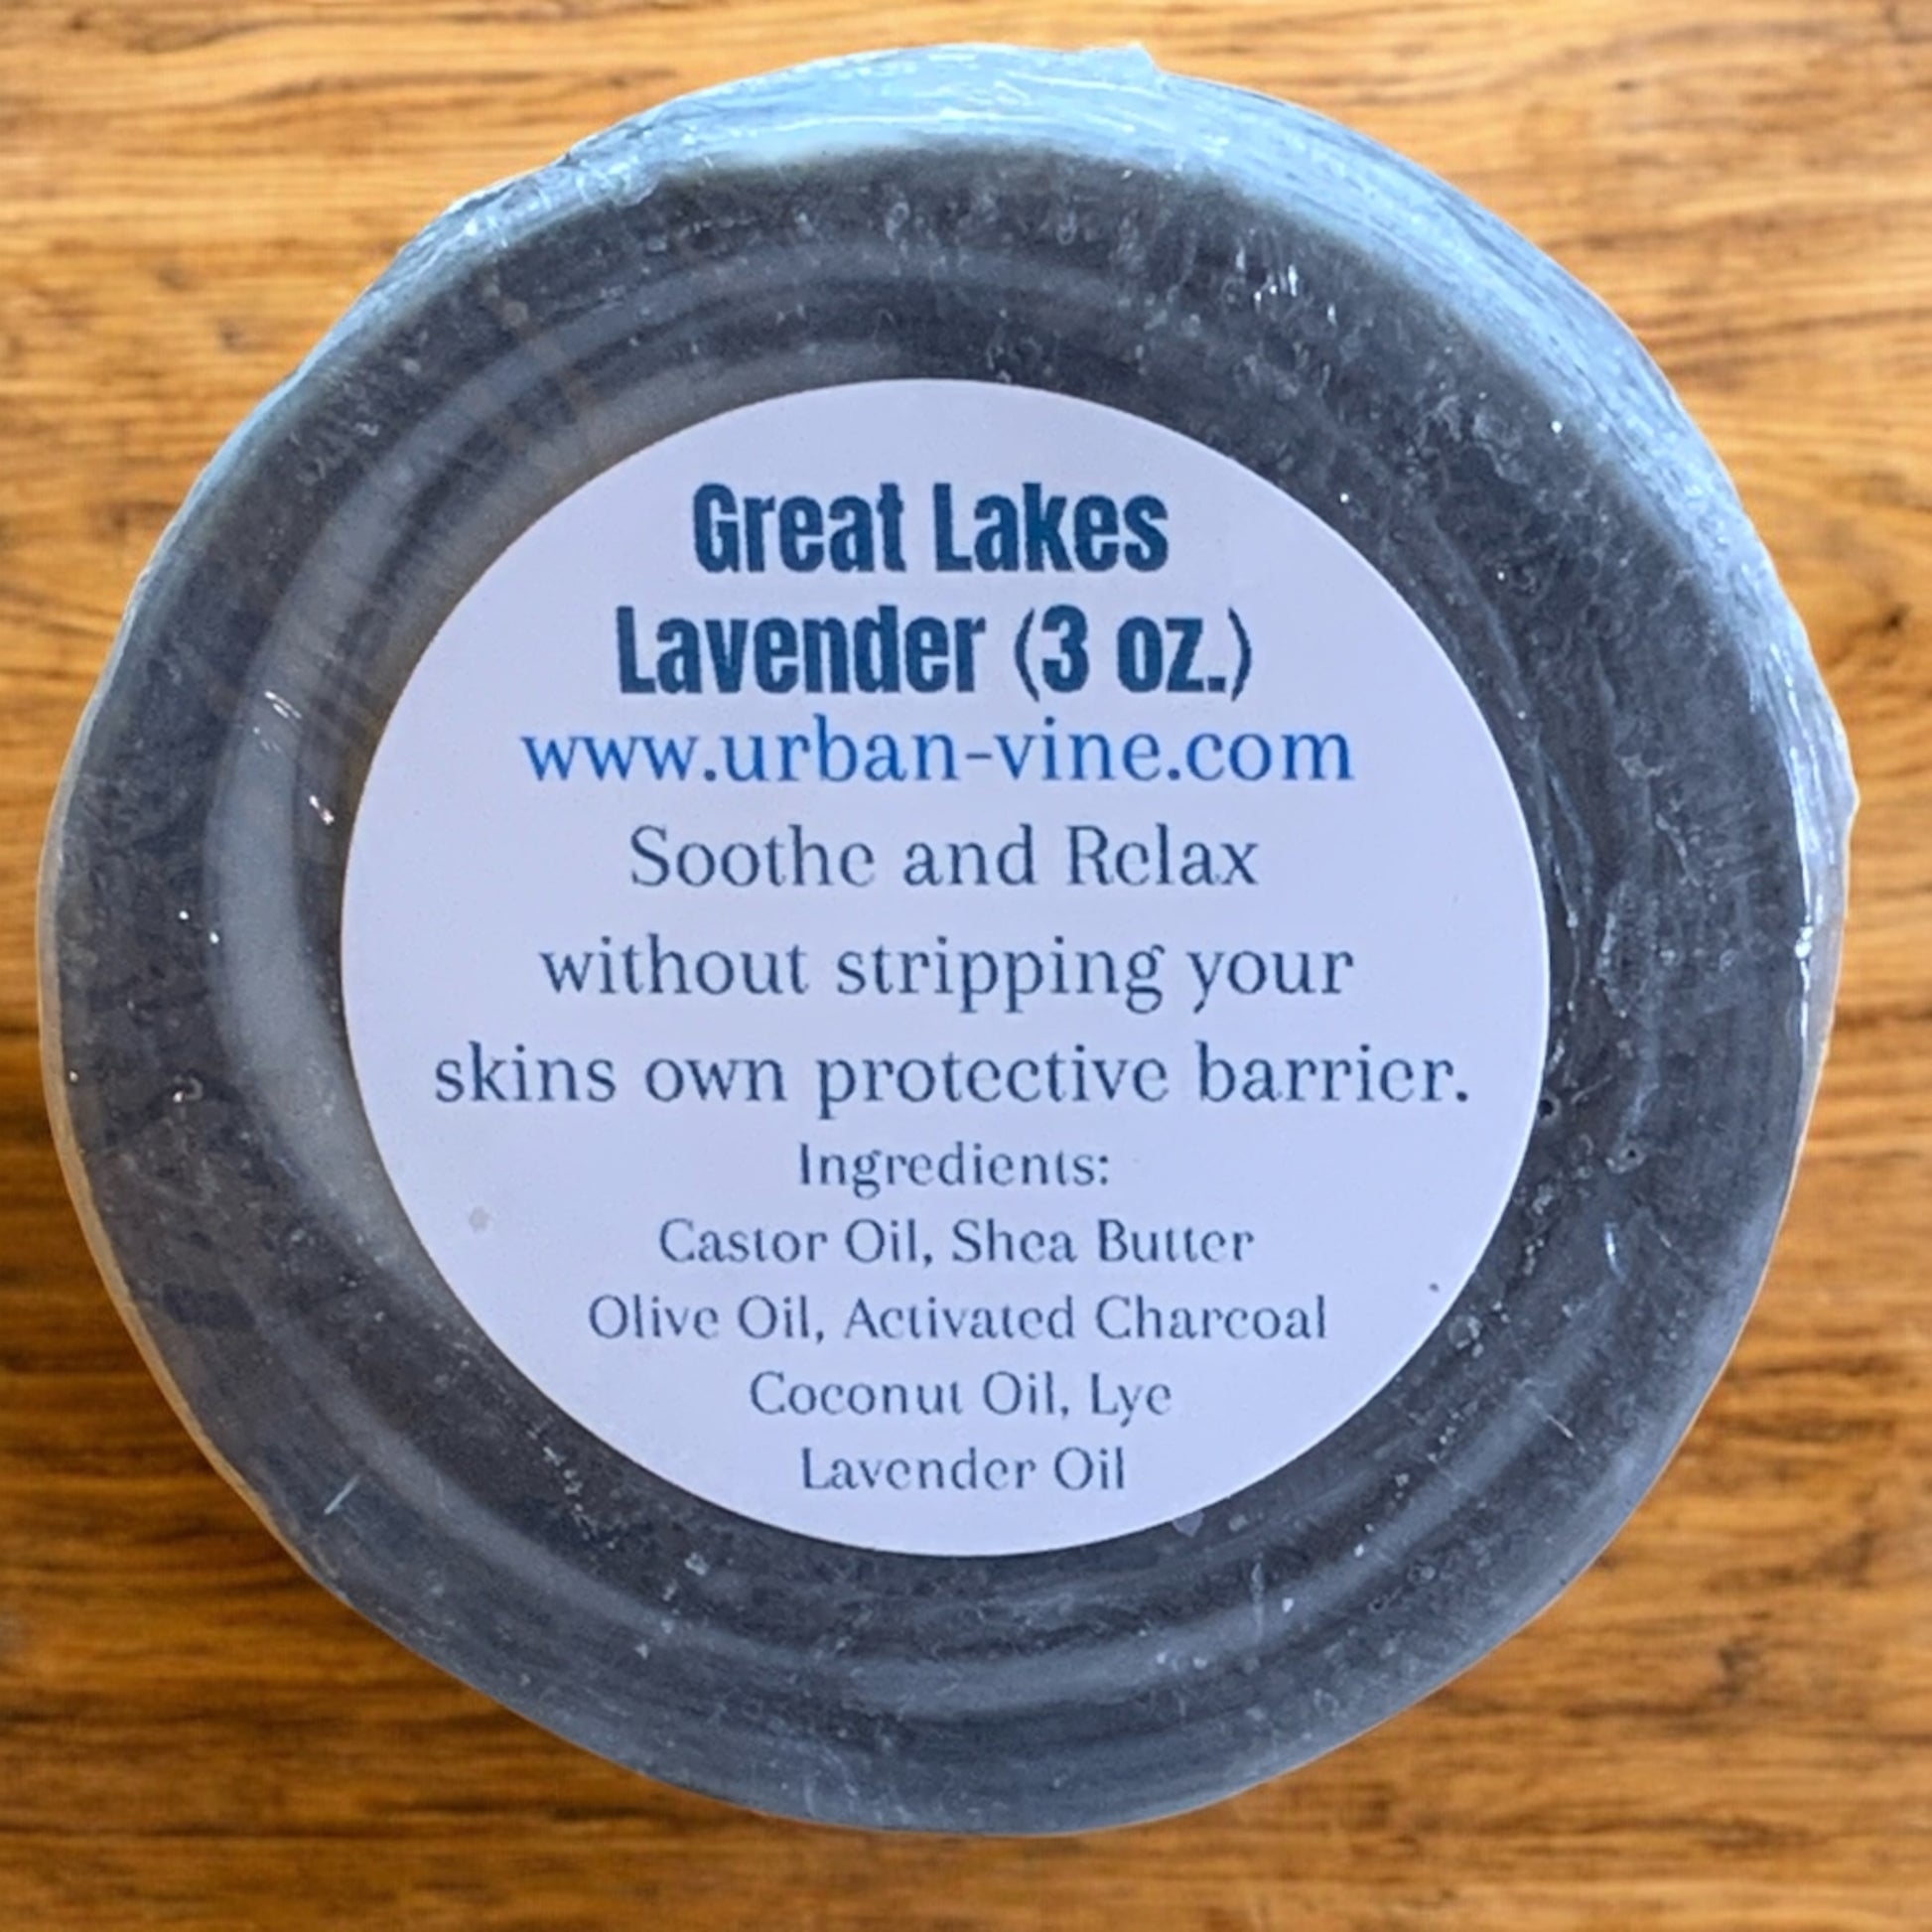 Great Lakes
Lavender (3 oz.)
www.urban-vine.com
Soothe and Relax
without stripping your
skins own protective barrier.
Ingredients:
Castor Oil, Shea Butter
Olive Oil, Activated Charcoal
Coconut Oil, Lye
Lavender Oil